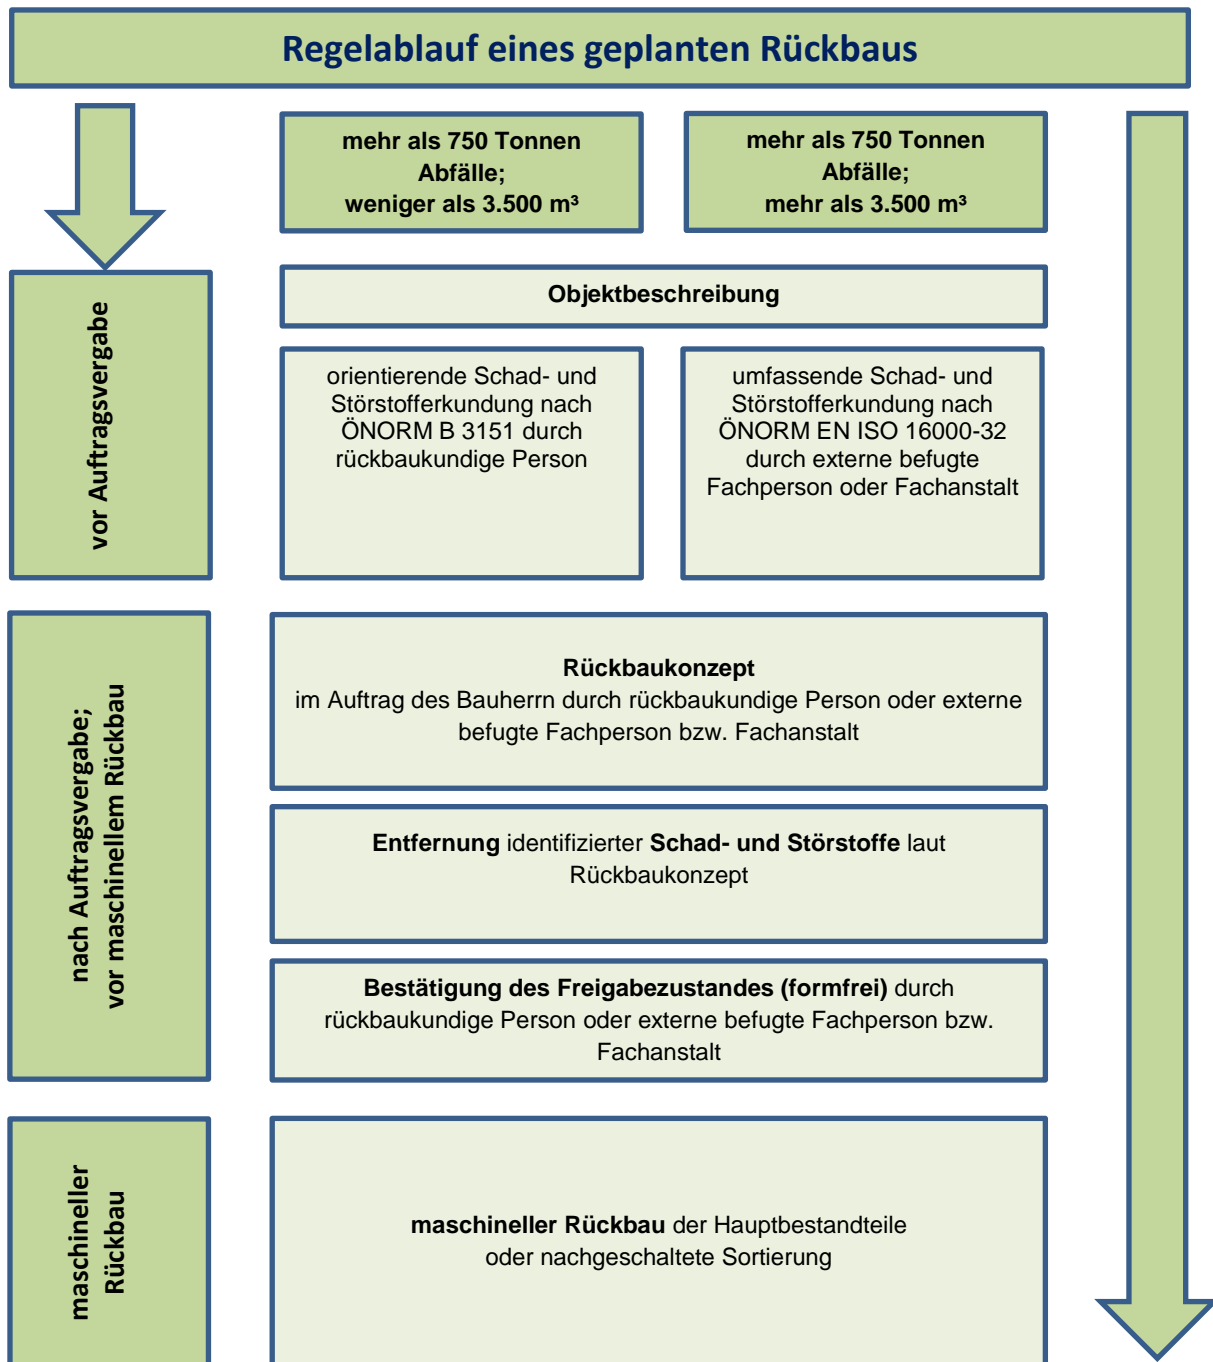 Regelablauf eines geplanten Rückbaus
mehr als 750 Tonnen
Abfälle;
weniger als 3.500 m³
mehr als 750 Tonnen
Abfälle;
mehr als 3.500 m³
vor Auftragsvergabe
Objektbeschreibung
orientierende Schad- und
Störstofferkundung nach
ÖNORM B 3151 durch
rückbaukundige Person
umfassende Schad- und
Störstofferkundung nach
ÖNORM EN ISO 16000-32
durch externe befugte
Fachperson oder Fachanstalt
nach Auftragsvergabe;
vor maschinellem Rückbau
Rückbaukonzept
im Auftrag des Bauherrn durch rückbaukundige Person oder externe
befugte Fachperson bzw. Fachanstalt
Entfernung identifizierter Schad- und Störstoffe laut
Rückbaukonzept
Bestätigung des Freigabezustandes (formfrei) durch
rückbaukundige Person oder externe befugte Fachperson bzw.
Fachanstalt
maschineller
Rückbau
maschineller Rückbau der Hauptbestandteile
oder nachgeschaltete Sortierung